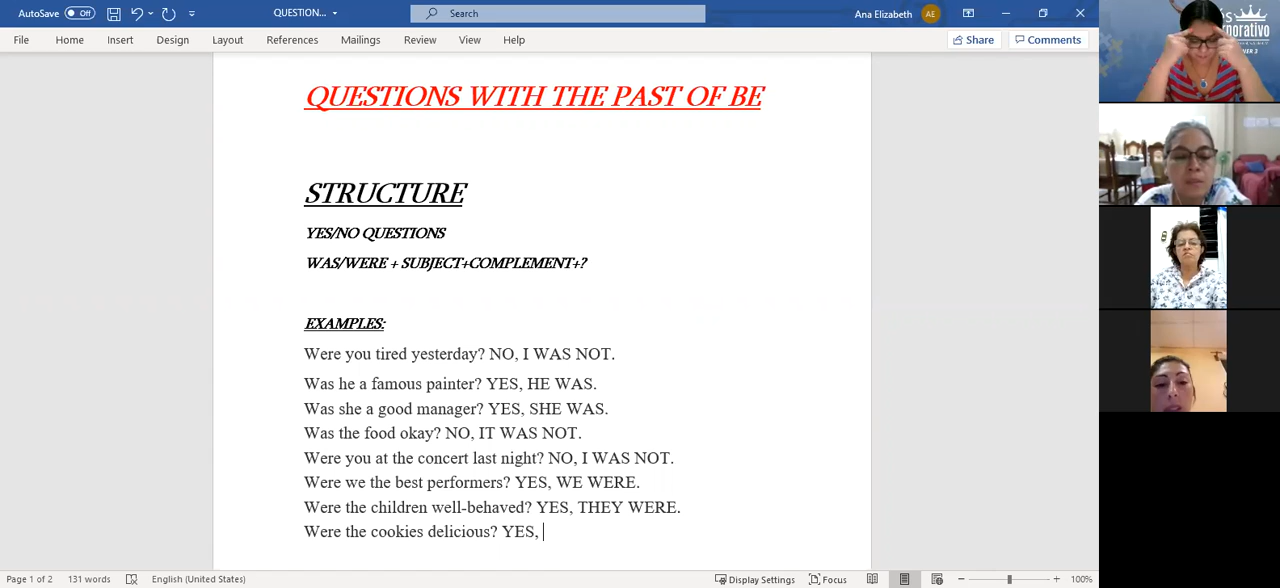 AutoSave Off QUESTION... Search Ana Elizabeth AE
File Home Insert Design Layout References Mailings Review View Help Share Comments
QUESTIONS WITH THE PAST OF BE
STRUCTURE
YES/NO QUESTIONS
WAS/WERE + SUBJECT+COMPLEMENT+?
EXAMPLES:
Were you tired yesterday? NO, I WAS NOT.
Was he a famous painter? YES, HE WAS.
Was she a good manager? YES, SHE WAS.
Was the food okay? NO, IT WAS NOT.
Were you at the concert last night? NO, I WAS NOT.
Were we the best performers? YES, WE WERE.
Were the children well-behaved? YES, THEY WERE.
Were the cookies delicious? YES,
Page 1 of 2 131 words English (United States) Display Settings Focus 100%